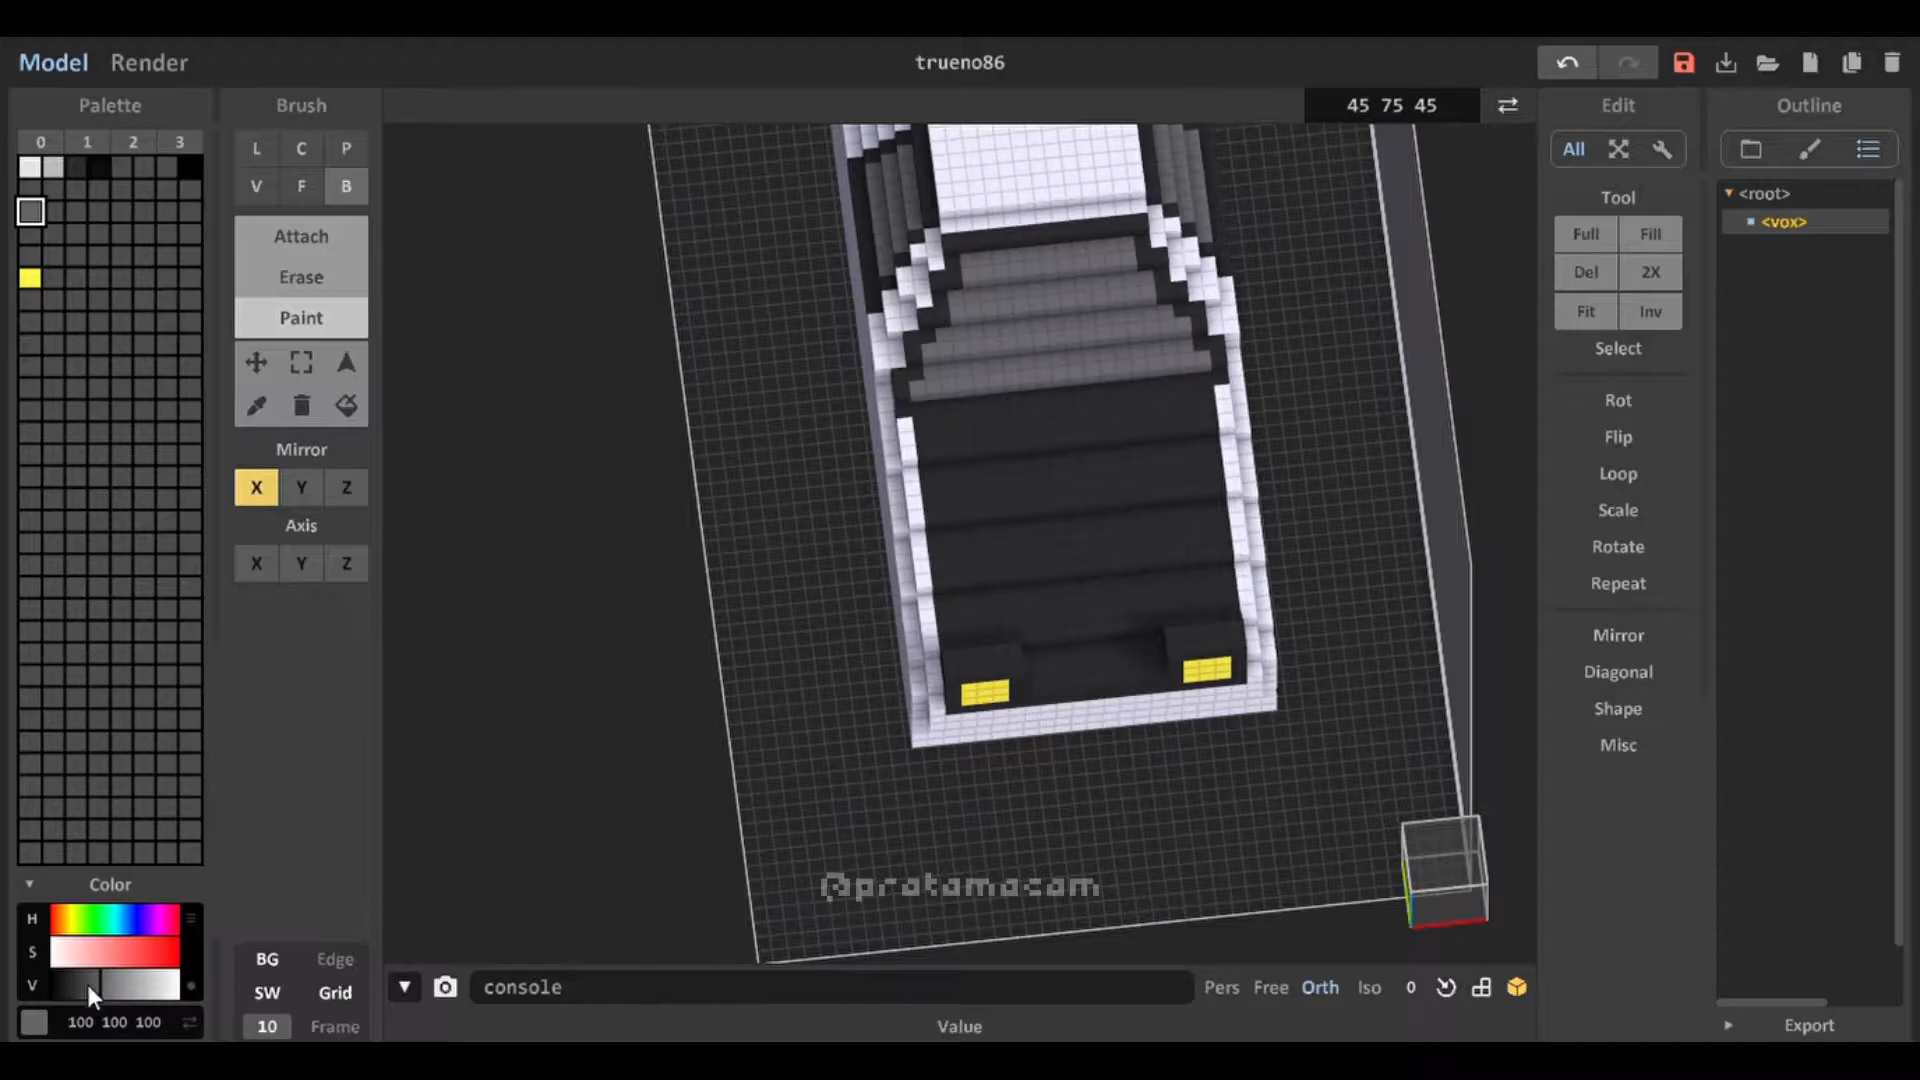 Model Render trueno86
Palette Brush 45 75 45 Edit Outline
0 1 2 3
L C P
All
V F B
<root>
Tool
<vox>
Attach
Full Fill
Erase
Del 2X
Paint
Fit Inv
Select
Rot
Flip
Mirror
Loop
X Y Z
Scale
Axis
Rotate
X Y Z
Repeat
Mirror
Diagonal
Shape
Misc
@pratamacam
Color
H
S
BG Edge
V
SW Grid
console
Pers Free Orth Iso 0
100 100 100
10 Frame
Value
Export